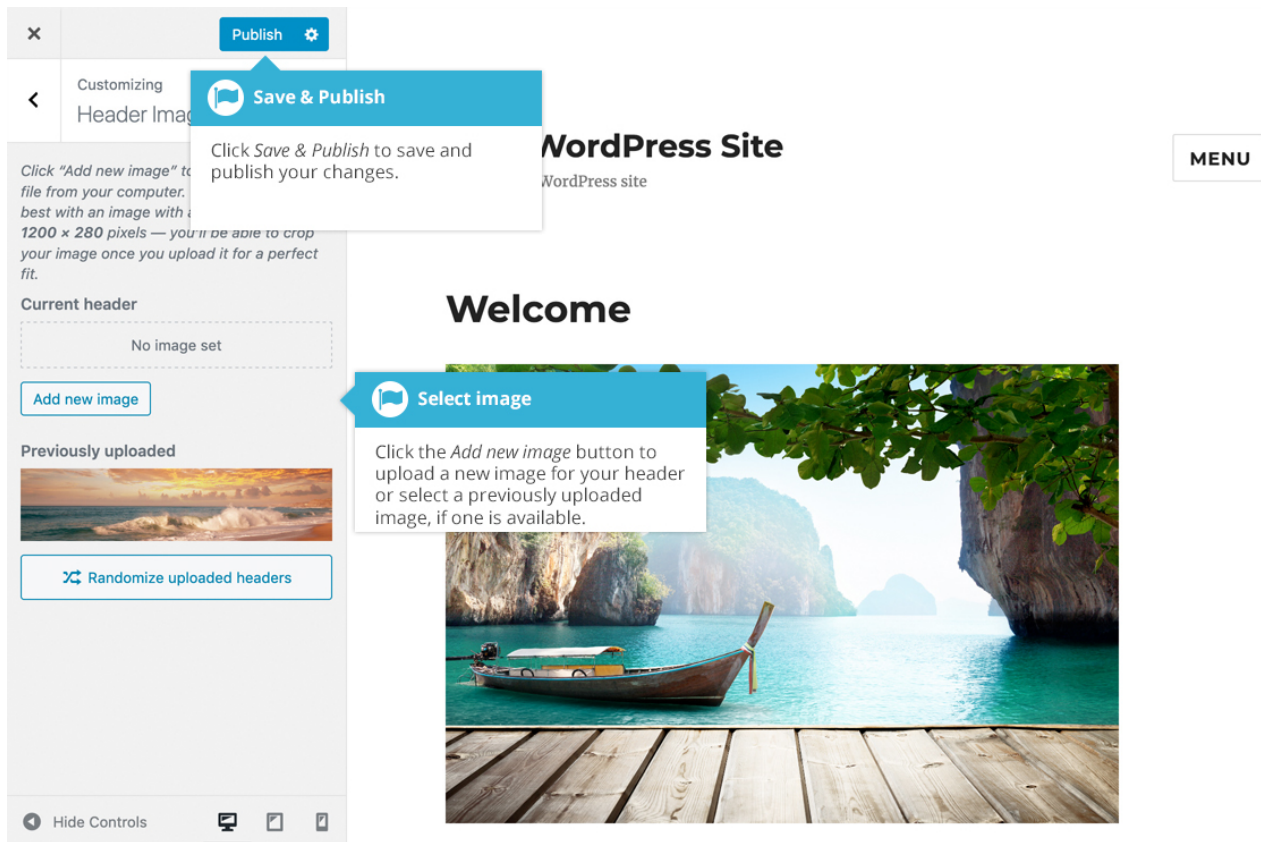 Publish
Customizing
Header Imag
Save & Publish
Click Save & Publish to save and
publish your changes.
Click “Add new image” to
file from your computer.
best with an image with a
1200 × 280 pixels — you’ll be able to crop
your image once you upload it for a perfect
fit.
Current header
No image set
Add new image
Previously uploaded
Randomize uploaded headers
Hide Controls
WordPress Site
WordPress site
MENU
Welcome
Select image
Click the Add new image button to
upload a new image for your header
or select a previously uploaded
image, if one is available.